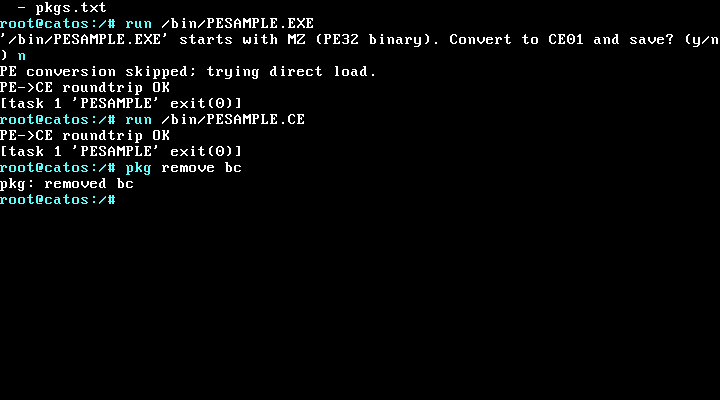 - pkgs.txt
root@catos:/# run /bin/PESAMPLE.EXE
'/bin/PESAMPLE.EXE' starts with MZ (PE32 binary). Convert to CE01 and save? (y/n
) n
PE conversion skipped; trying direct load.
PE->CE roundtrip OK
[task 1 'PESAMPLE' exit(0)]
root@catos:/# run /bin/PESAMPLE.CE
PE->CE roundtrip OK
[task 1 'PESAMPLE' exit(0)]
root@catos:/# pkg remove bc
pkg: removed bc
root@catos:/#